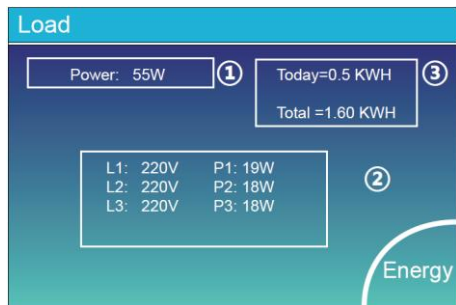 Load
Power: 55W ①
Today=0.5 KWH ③
Total =1.60 KWH
L1: 220V P1: 19W
L2: 220V P2: 18W
L3: 220V P3: 18W
②
Energy